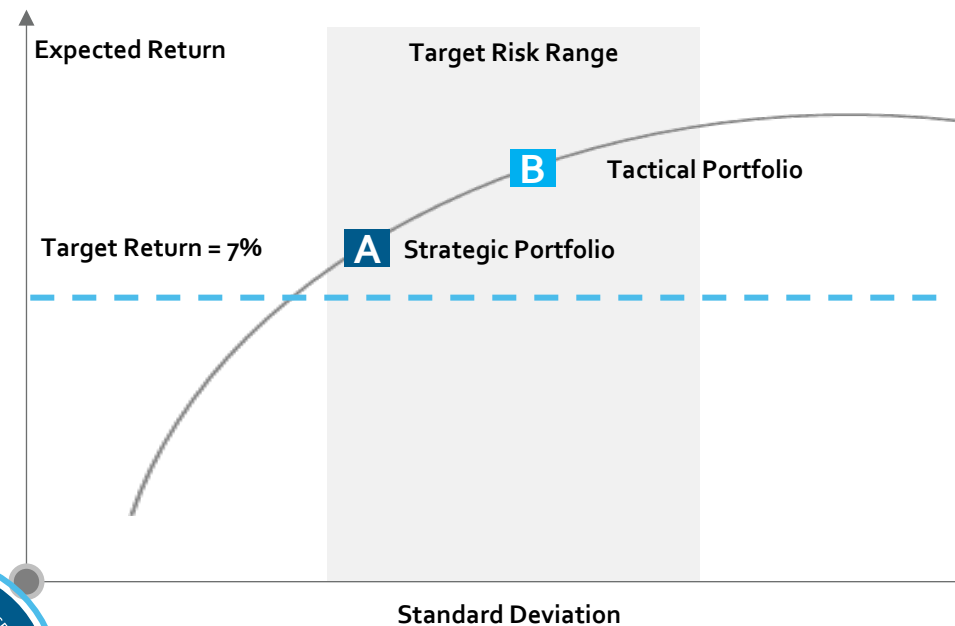 Expected Return
Target Risk Range
B
Tactical Portfolio
Target Return = 7%
A
Strategic Portfolio
Standard Deviation